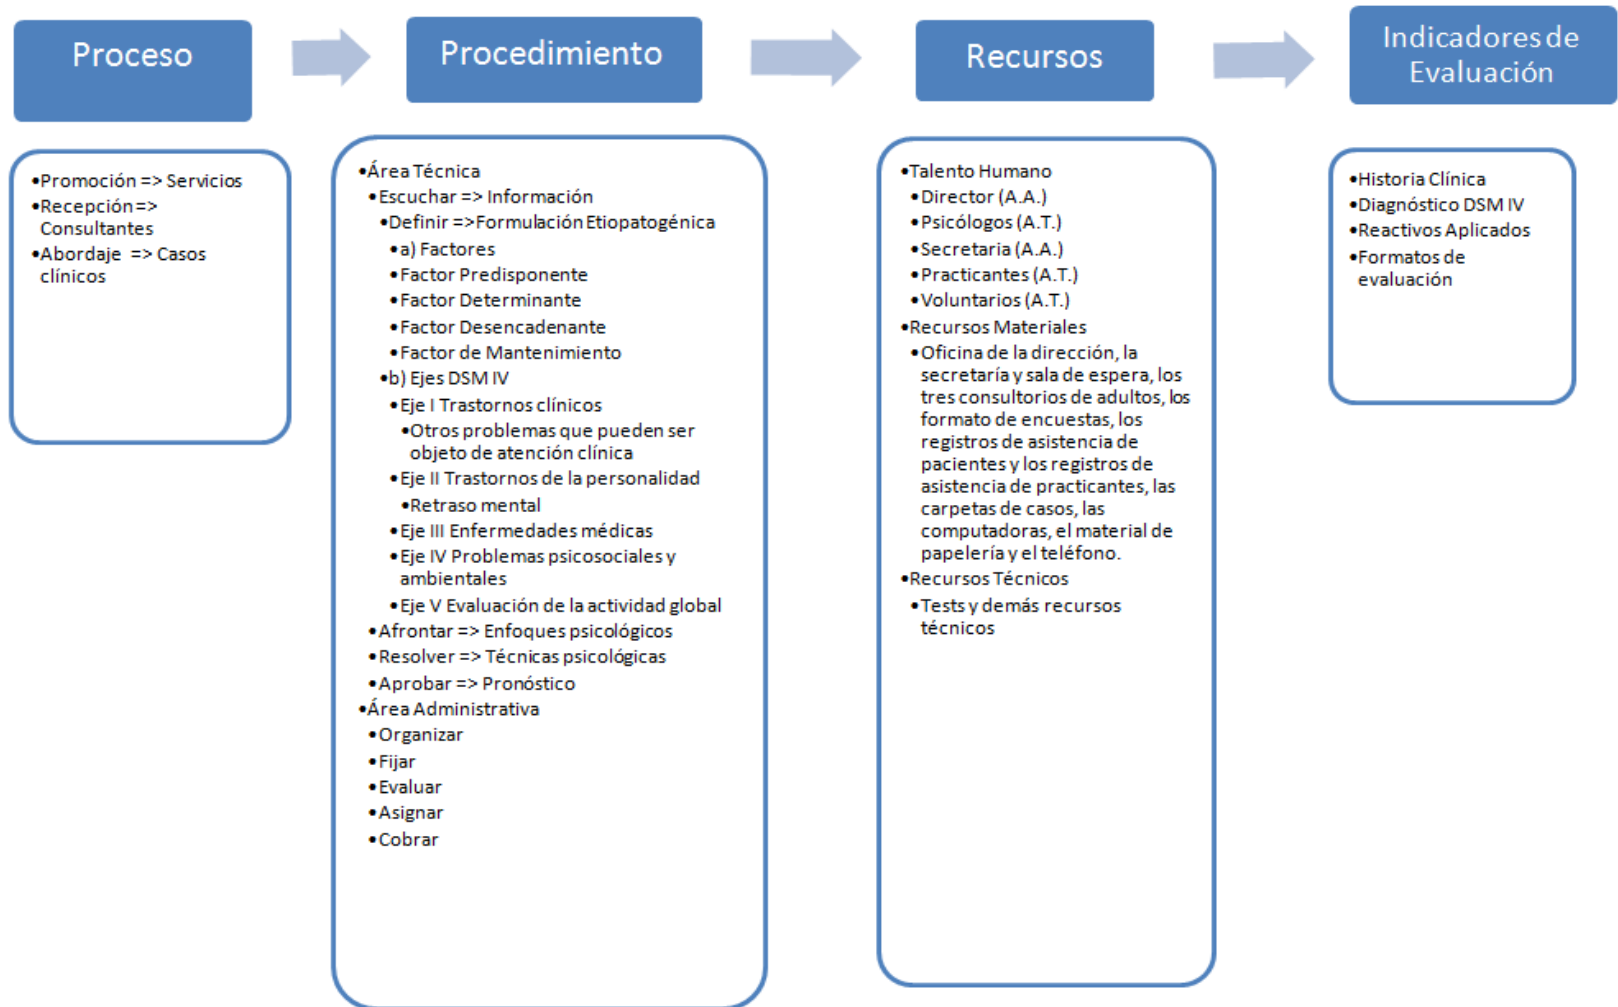 Proceso
Procedimiento
Recursos
Indicadores de
Evaluación
•Promoción => Servicios
•Recepción =>
Consultantes
•Abordaje => Casos
clínicos
•Área Técnica
•Escuchar => Información
•Definir =>Formulación Etiopatogénica
•a) Factores
•Factor Predisponente
•Factor Determinante
•Factor Desencadenante
•Factor de Mantenimiento
•b) Ejes DSM IV
•Eje I Trastornos clínicos
•Otros problemas que pueden ser
objeto de atención clínica
•Eje II Trastornos de la personalidad
•Retraso mental
•Eje III Enfermedades médicas
•Eje IV Problemas psicosociales y
ambientales
•Eje V Evaluación de la actividad global
•Afrontar => Enfoques psicológicos
•Resolver => Técnicas psicológicas
•Aprobar => Pronóstico
•Área Administrativa
•Organizar
•Fijar
•Evaluar
•Asignar
•Cobrar
•Talento Humano
•Director (A.A.)
•Psicólogos (A.T.)
•Secretaria (A.A.)
•Practicantes (A.T.)
•Voluntarios (A.T.)
•Recursos Materiales
•Oficina de la dirección, la
secretaría y sala de espera, los
tres consultorios de adultos, los
formato de encuestas, los
registros de asistencia de
pacientes y los registros de
asistencia de practicantes, las
carpetas de casos, las
computadoras, el material de
papelería y el teléfono.
•Recursos Técnicos
•Tests y demás recursos
técnicos
•Historia Clínica
•Diagnóstico DSM IV
•Reactivos Aplicados
•Formatos de
evaluación